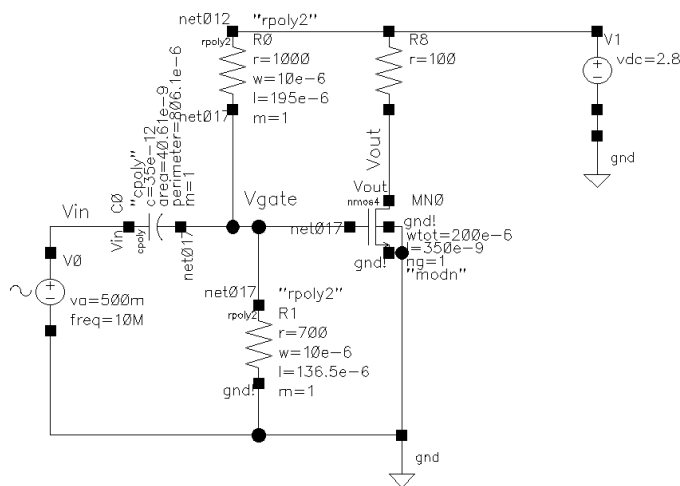 net012
"rpoly2"
rpoly2
R0
r=1000
w=10e-6
l=195e-6
m=1
net017
R8
r=100
V1
vdc=2.8
gnd
Vout
Vout
nmos4
MN0
gnd!
wtot=200e-6
l=350e-9
ng=1
"modn"
gnd!
net017
Vgate
C0
"cpoly"
c=35e-12
area=40.61e-9
perimeter=806.1e-6
m=1
Vin
Vin
cpoly
net017
V0
va=500m
freq=10M
net017
"rpoly2"
rpoly2
R1
r=700
w=10e-6
l=136.5e-6
m=1
gnd!
gnd